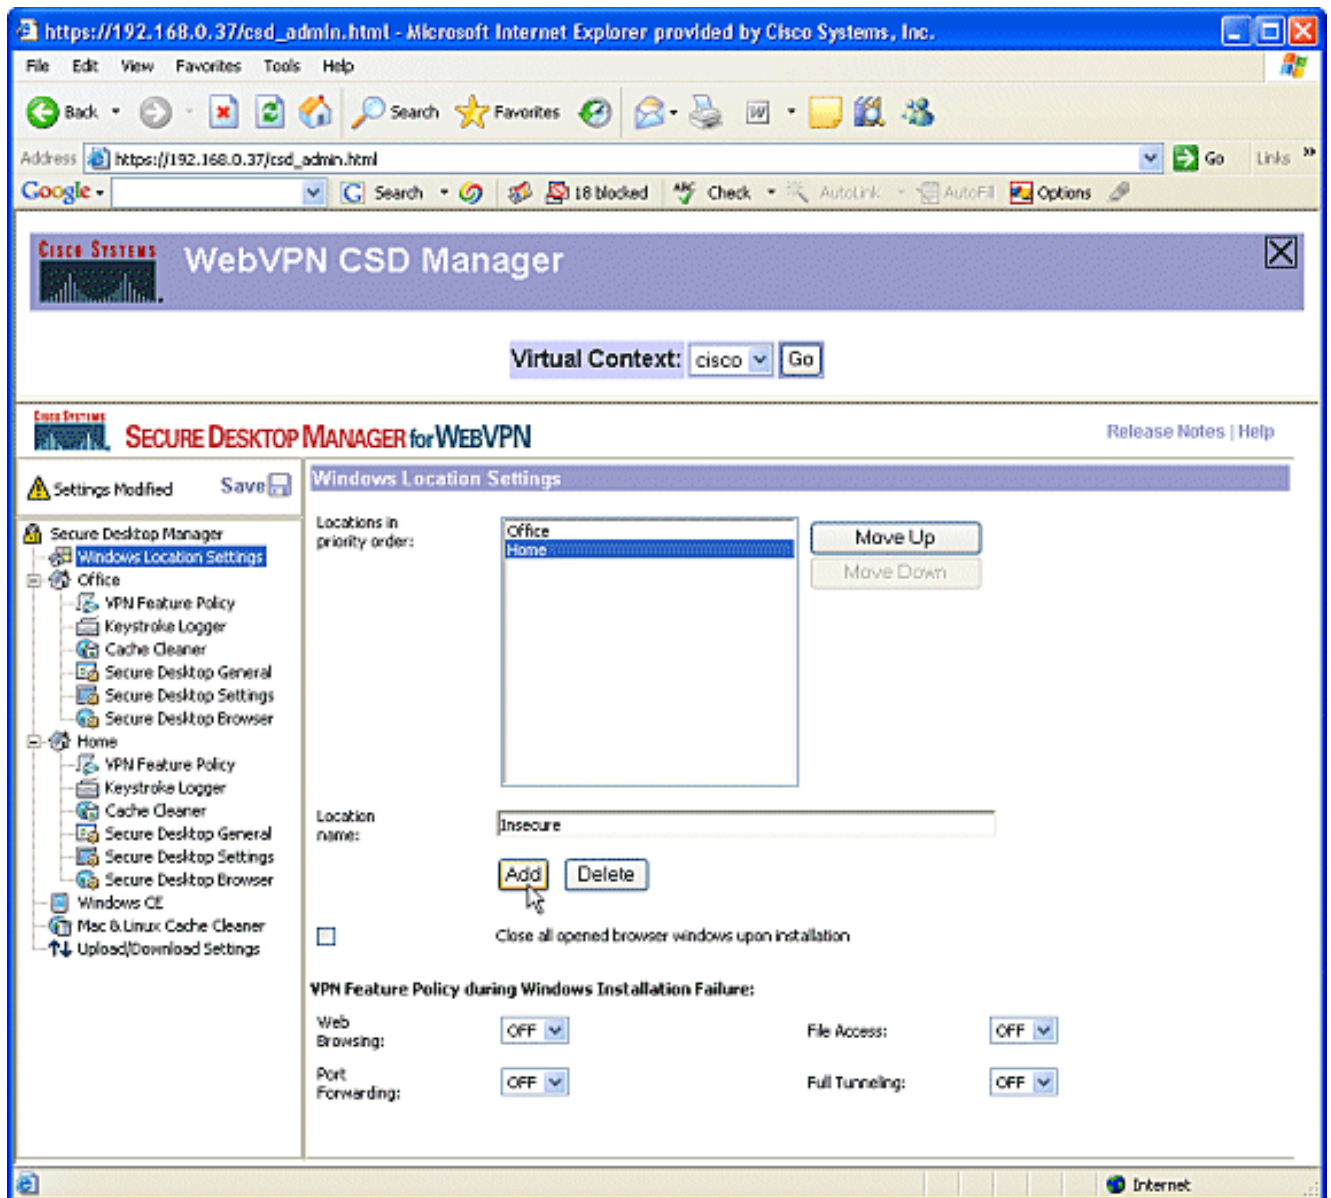 https://192.168.0.37/csd_admin.html - Microsoft Internet Explorer provided by Cisco Systems, Inc.
File Edit View Favorites Tools Help
Back Search Favorites
Address https://192.168.0.37/csd_admin.html Go Links »
Google Search 18 blocked ABC Check AutoLink AutoFill Options
CISCO SYSTEMS
WebVPN CSD Manager
Virtual Context: cisco Go
CISCO SYSTEMS
SECURE DESKTOP MANAGER for WEBVPN
Release Notes | Help
Settings Modified Save
Secure Desktop Manager
Windows Location Settings
Office
VPN Feature Policy
Keystroke Logger
Cache Cleaner
Secure Desktop General
Secure Desktop Settings
Secure Desktop Browser
Home
VPN Feature Policy
Keystroke Logger
Cache Cleaner
Secure Desktop General
Secure Desktop Settings
Secure Desktop Browser
Windows CE
Mac & Linux Cache Cleaner
Upload/Download Settings
Windows Location Settings
Locations in
priority order:
Office
Home
Move Up
Move Down
Location
name:
Insecure
Add Delete
Close all opened browser windows upon installation
VPN Feature Policy during Windows Installation Failure:
Web
Browsing:
OFF
File Access: OFF
Port
Forwarding:
OFF
Full Tunneling: OFF
Internet